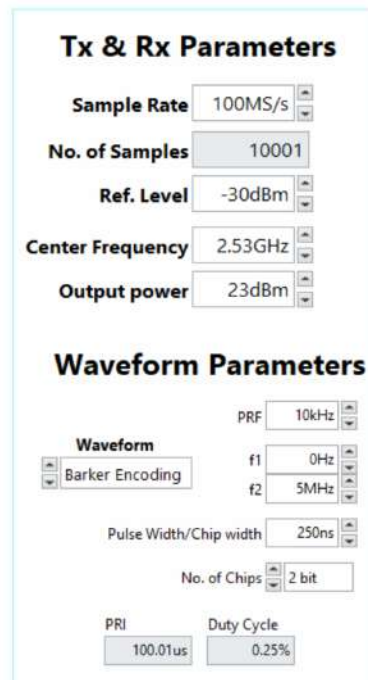 Tx & Rx Parameters
Sample Rate 100MS/s
No. of Samples 10001
Ref. Level -30dBm
Center Frequency 2.53GHz
Output power 23dBm
Waveform Parameters
PRF 10kHz
Waveform
f1 0Hz
Barker Encoding
f2 5MHz
Pulse Width/Chip width 250ns
No. of Chips 2 bit
PRI Duty Cycle
100.01us 0.25%